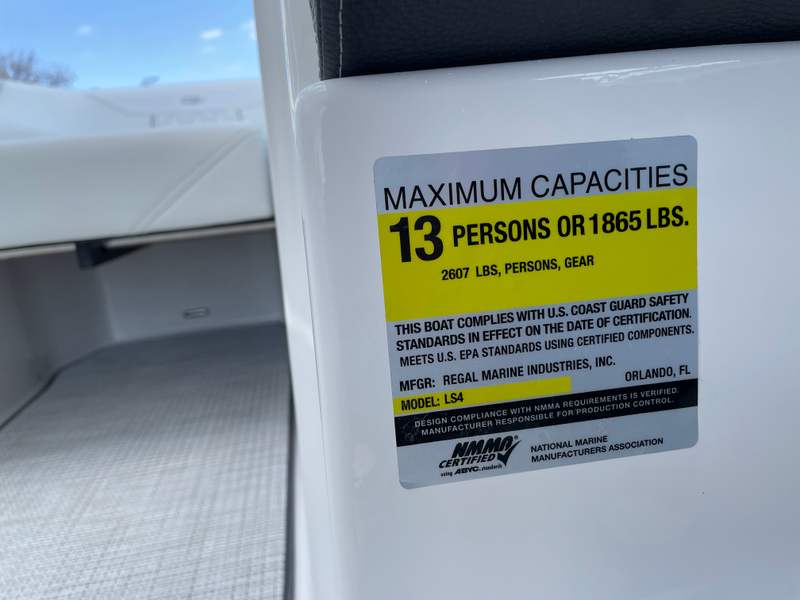 MAXIMUM CAPACITIES
13 PERSONS OR 1865 LBS.
2607 LBS, PERSONS, GEAR
THIS BOAT COMPLIES WITH U.S. COAST GUARD SAFETY
STANDARDS IN EFFECT ON THE DATE OF CERTIFICATION.
MEETS U.S. EPA STANDARDS USING CERTIFIED COMPONENTS.
MFGR: REGAL MARINE INDUSTRIES, INC.
ORLANDO, FL
MODEL: LS4
DESIGN COMPLIANCE WITH NMMA REQUIREMENTS IS VERIFIED.
MANUFACTURER RESPONSIBLE FOR PRODUCTION CONTROL.
NMMA®
CERTIFIED
using ABYC standards
NATIONAL MARINE
MANUFACTURERS ASSOCIATION